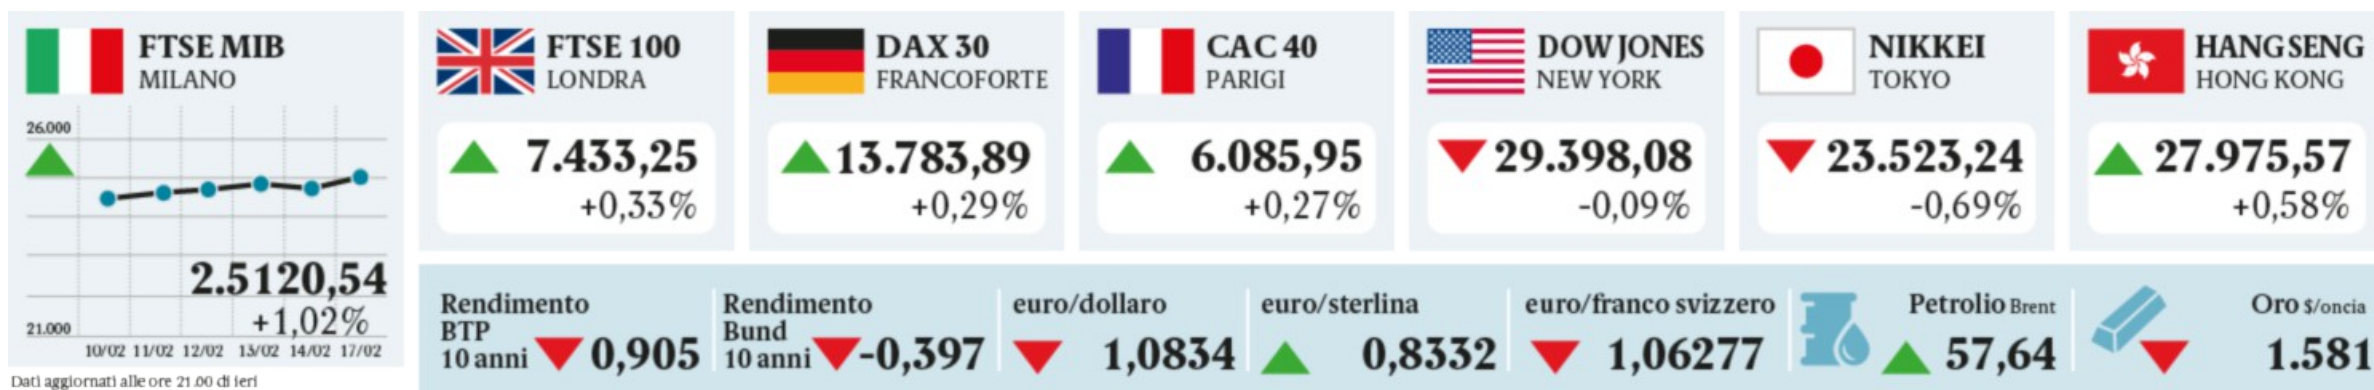 FTSE MIB
MILANO
26.000
2.5120,54
+1,02%
21.000
10/02 11/02 12/02 13/02 14/02 17/02
Dati aggiornati alle ore 21.00 di ieri
FTSE 100
LONDRA
7.433,25
+0,33%
DAX 30
FRANCOFORTE
13.783,89
+0,29%
CAC 40
PARIGI
6.085,95
+0,27%
DOW JONES
NEW YORK
29.398,08
-0,09%
NIKKEI
TOKYO
23.523,24
-0,69%
HANG SENG
HONG KONG
27.975,57
+0,58%
Rendimento
BTP
10 anni 0,905
Rendimento
Bund
10 anni -0,397
euro/dollaro
1,0834
euro/sterlina
0,8332
euro/franco svizzero
1,06277
Petrolio Brent
57,64
Oro $/oncia
1.581